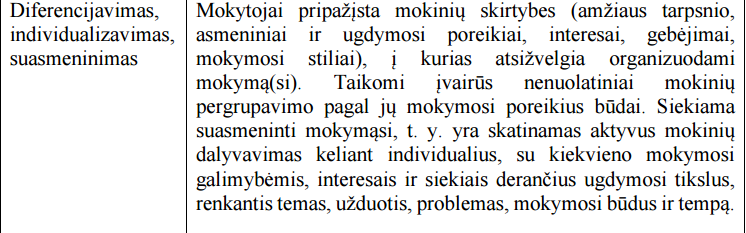 Diferencijavimas,
individualizavimas,
suasmeninimas
Mokytojai pripažįsta mokinių skirtybes (amžiaus tarpsnio,
asmeniniai ir ugdymosi poreikiai, interesai, gebėjimai,
mokymosi stiliai), į kurias atsižvelgia organizuodami
mokymą(si). Taikomi įvairūs nenuolatiniai mokinių
pergrupavimo pagal jų mokymosi poreikius būdai. Siekiama
suasmeninti mokymąsi, t. y. yra skatinamas aktyvus mokinių
dalyvavimas keliant individualius, su kiekvieno mokymosi
galimybėmis, interesais ir siekiais derančius ugdymosi tikslus,
renkantis temas, užduotis, problemas, mokymosi būdus ir tempą.